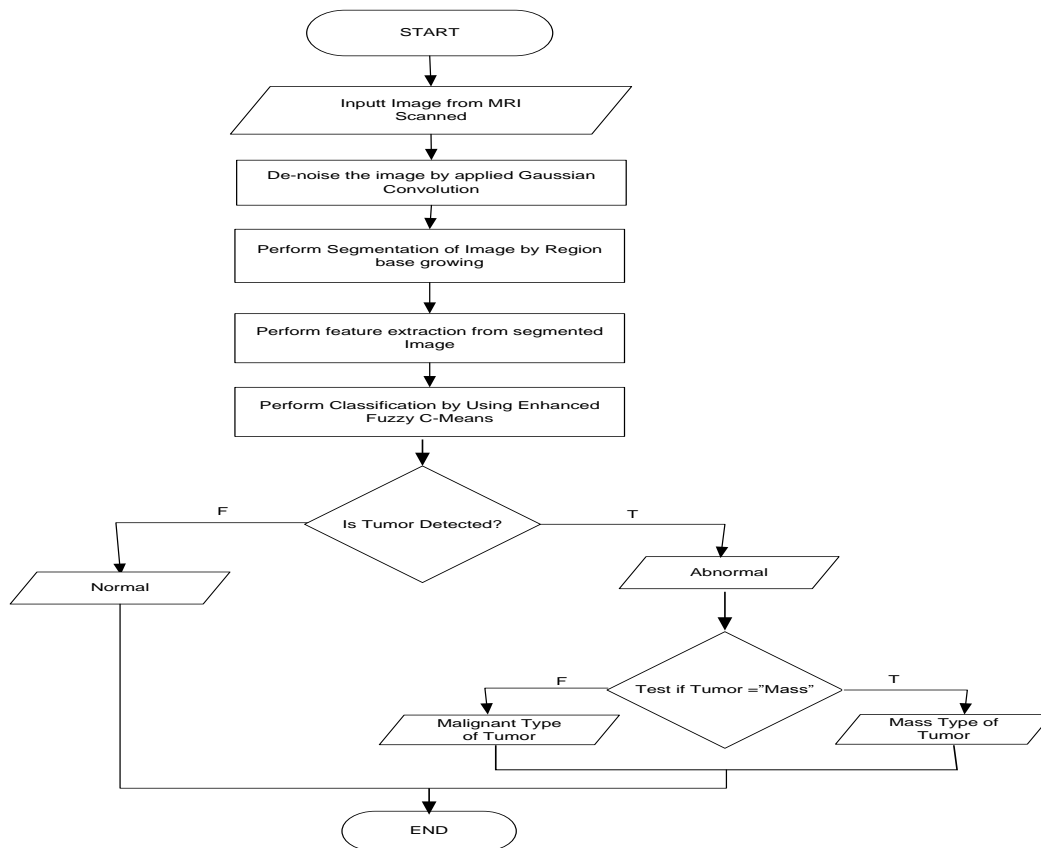 START
Inputt Image from MRI
Scanned
De-noise the image by applied Gaussian
Convolution
Perform Segmentation of Image by Region
base growing
Perform feature extraction from segmented
Image
Perform Classification by Using Enhanced
Fuzzy C-Means
F
Is Tumor Detected?
T
Normal
Abnormal
F
Test if Tumor =”Mass”
T
Malignant Type
of Tumor
Mass Type of
Tumor
END